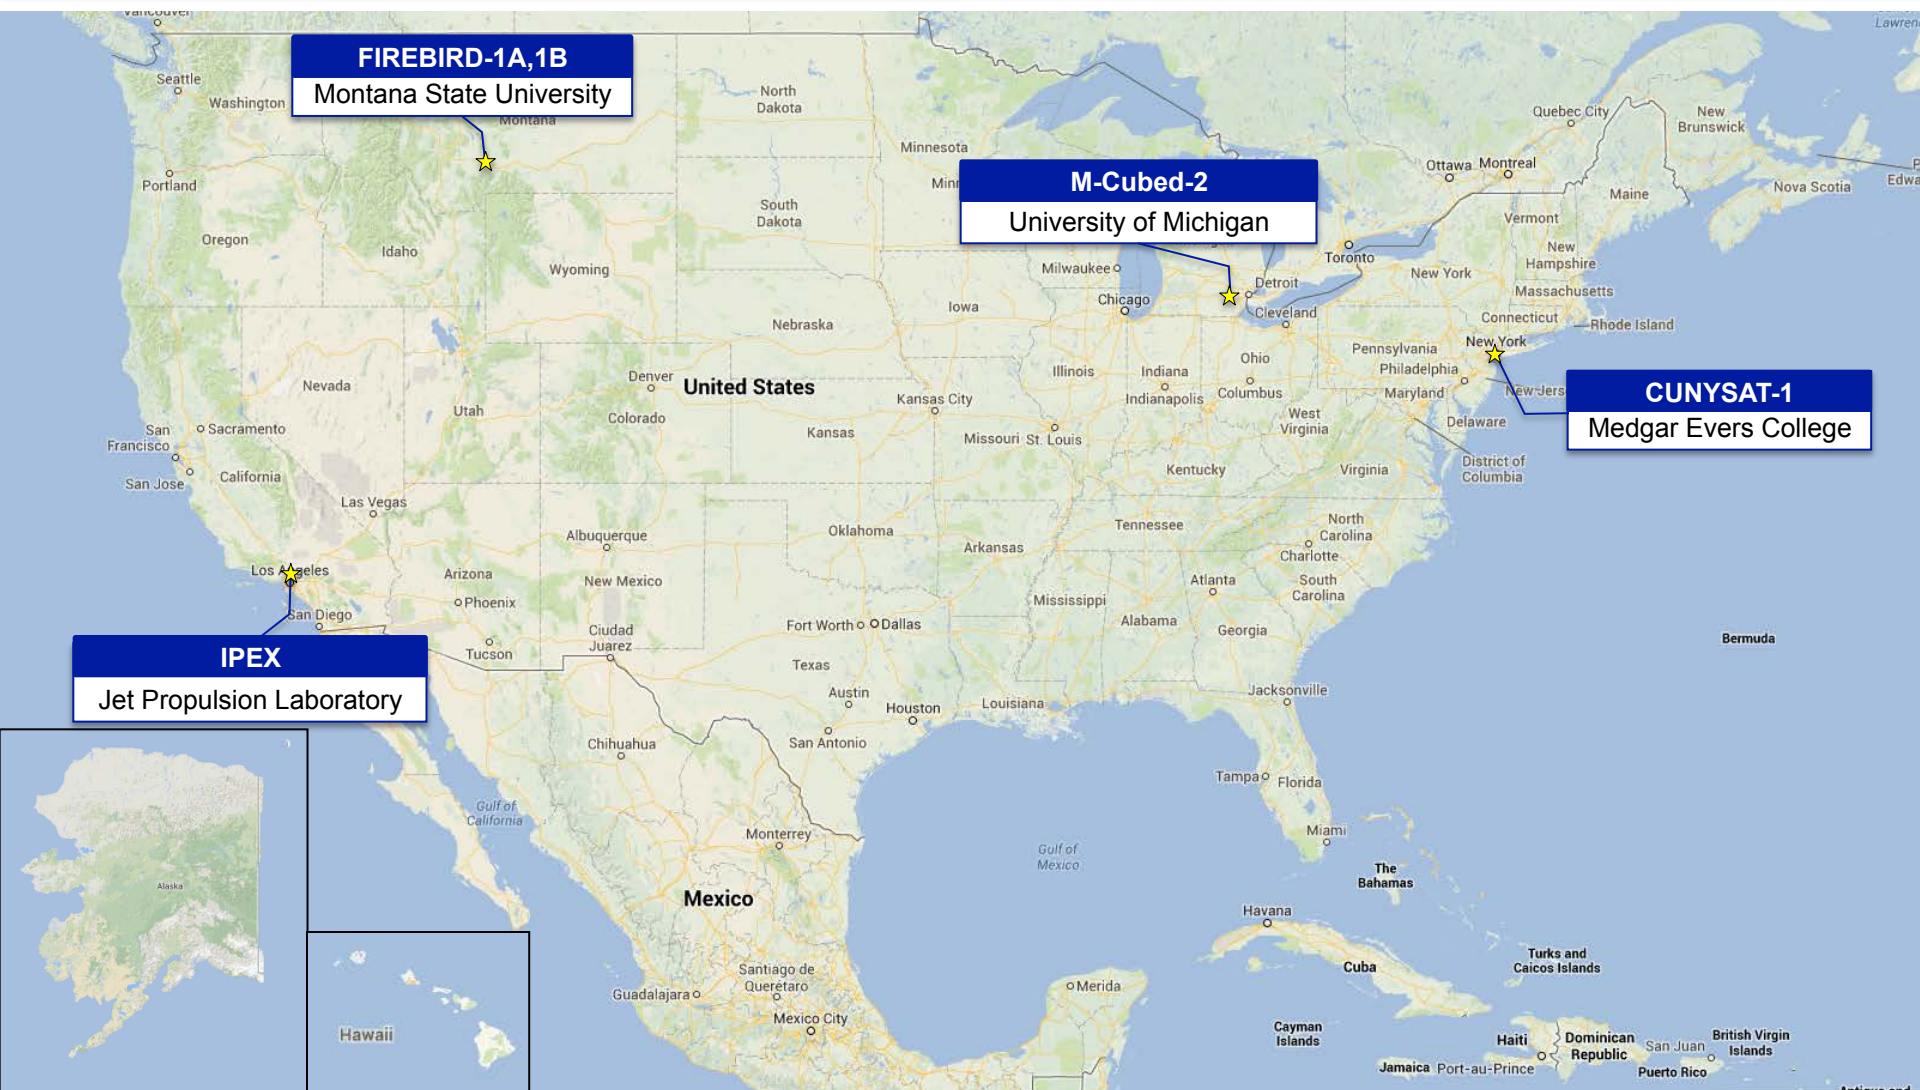 Vancouver
Lawren
FIREBIRD-1A,1B
Montana State University
Montana
Seattle
Washington
Portland
Oregon
Idaho
Wyoming
North
Dakota
South
Dakota
Minnesota
Minn
M-Cubed-2
University of Michigan
Quebec City
New
Brunswick
Ottawa
Montreal
Maine
Nova Scotia
P
Edwa
Vermont
New
Hampshire
Toronto
New York
Massachusetts
Connecticut
Rhode Island
Milwaukee
Detroit
Chicago
Cleveland
Iowa
Nebraska
New York
Pennsylvania
Philadelphia
Ohio
Columbus
Illinois
Indiana
Indianapolis
Maryland
New Jers
CUNYSAT-1
Medgar Evers College
Nevada
Utah
Denver
Colorado
United States
Kansas City
Kansas
Missouri
St. Louis
West
Virginia
Delaware
District of
Columbia
Kentucky
Virginia
Sacramento
San
Francisco
San Jose
California
Las Vegas
Los Angeles
San Diego
Arizona
Phoenix
Tucson
Albuquerque
New Mexico
Oklahoma
Arkansas
Tennessee
North
Carolina
Charlotte
South
Carolina
Atlanta
Mississippi
Alabama
Georgia
Fort Worth
Dallas
Ciudad
Juarez
Texas
Austin
Houston
San Antonio
Louisiana
Jacksonville
Bermuda
IPEX
Jet Propulsion Laboratory
Chihuahua
Tampa
Florida
Miami
Gulf of
California
Monterrey
Gulf of
Mexico
The
Bahamas
Alaska
Mexico
Havana
Cuba
Turks and
Caicos Islands
Santiago de
Querétaro
Guadalajara
Mexico City
Merida
Hawaii
Cayman
Islands
Haiti
Dominican
Republic
San Juan
British Virgin
Islands
Jamaica
Port-au-Prince
Puerto Rico
Antigua and